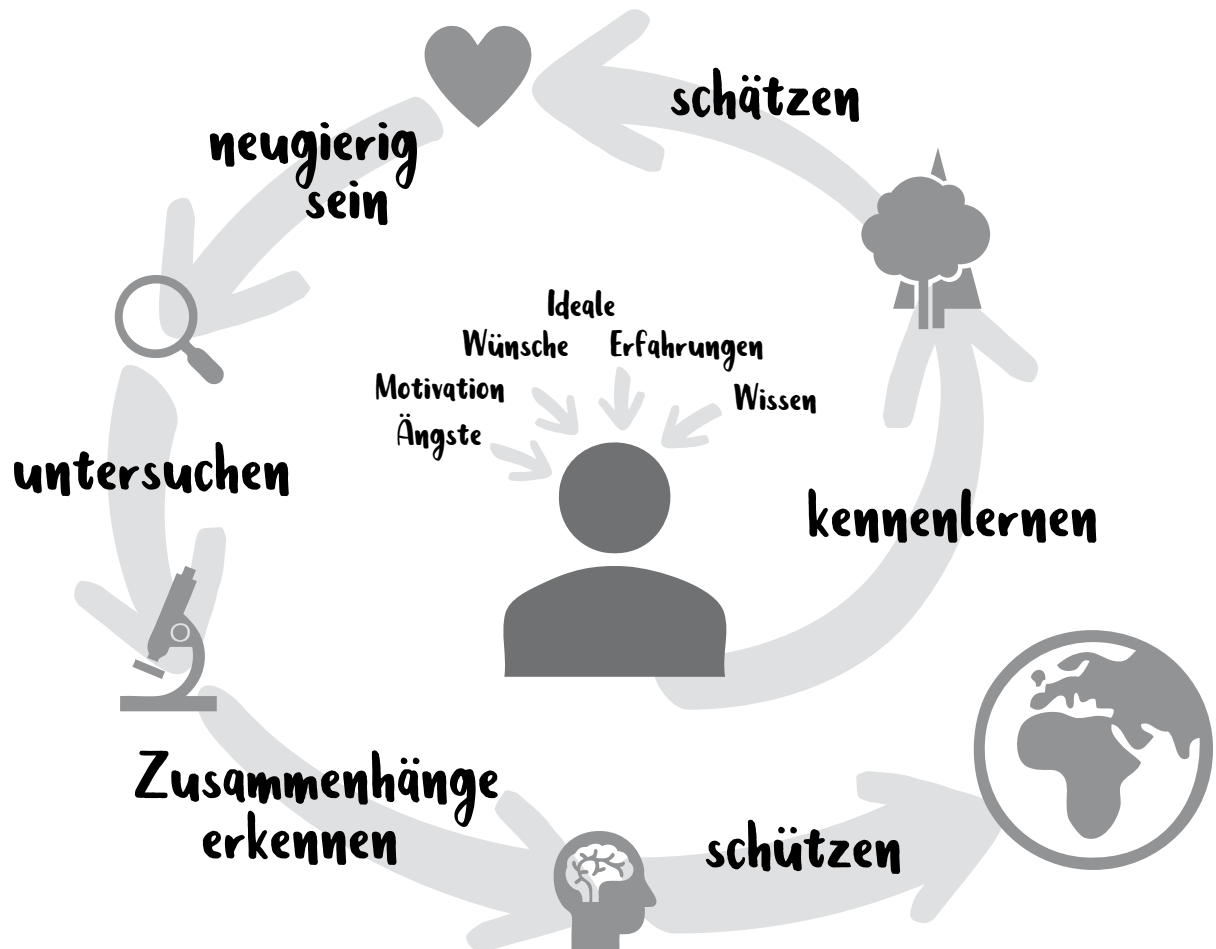 schätzen
neugierig
sein
Ideale
Wünsche Erfahrungen
Motivation
Wissen
Ängste
untersuchen
kennenlernen
Zusammenhänge
erkennen
schützen